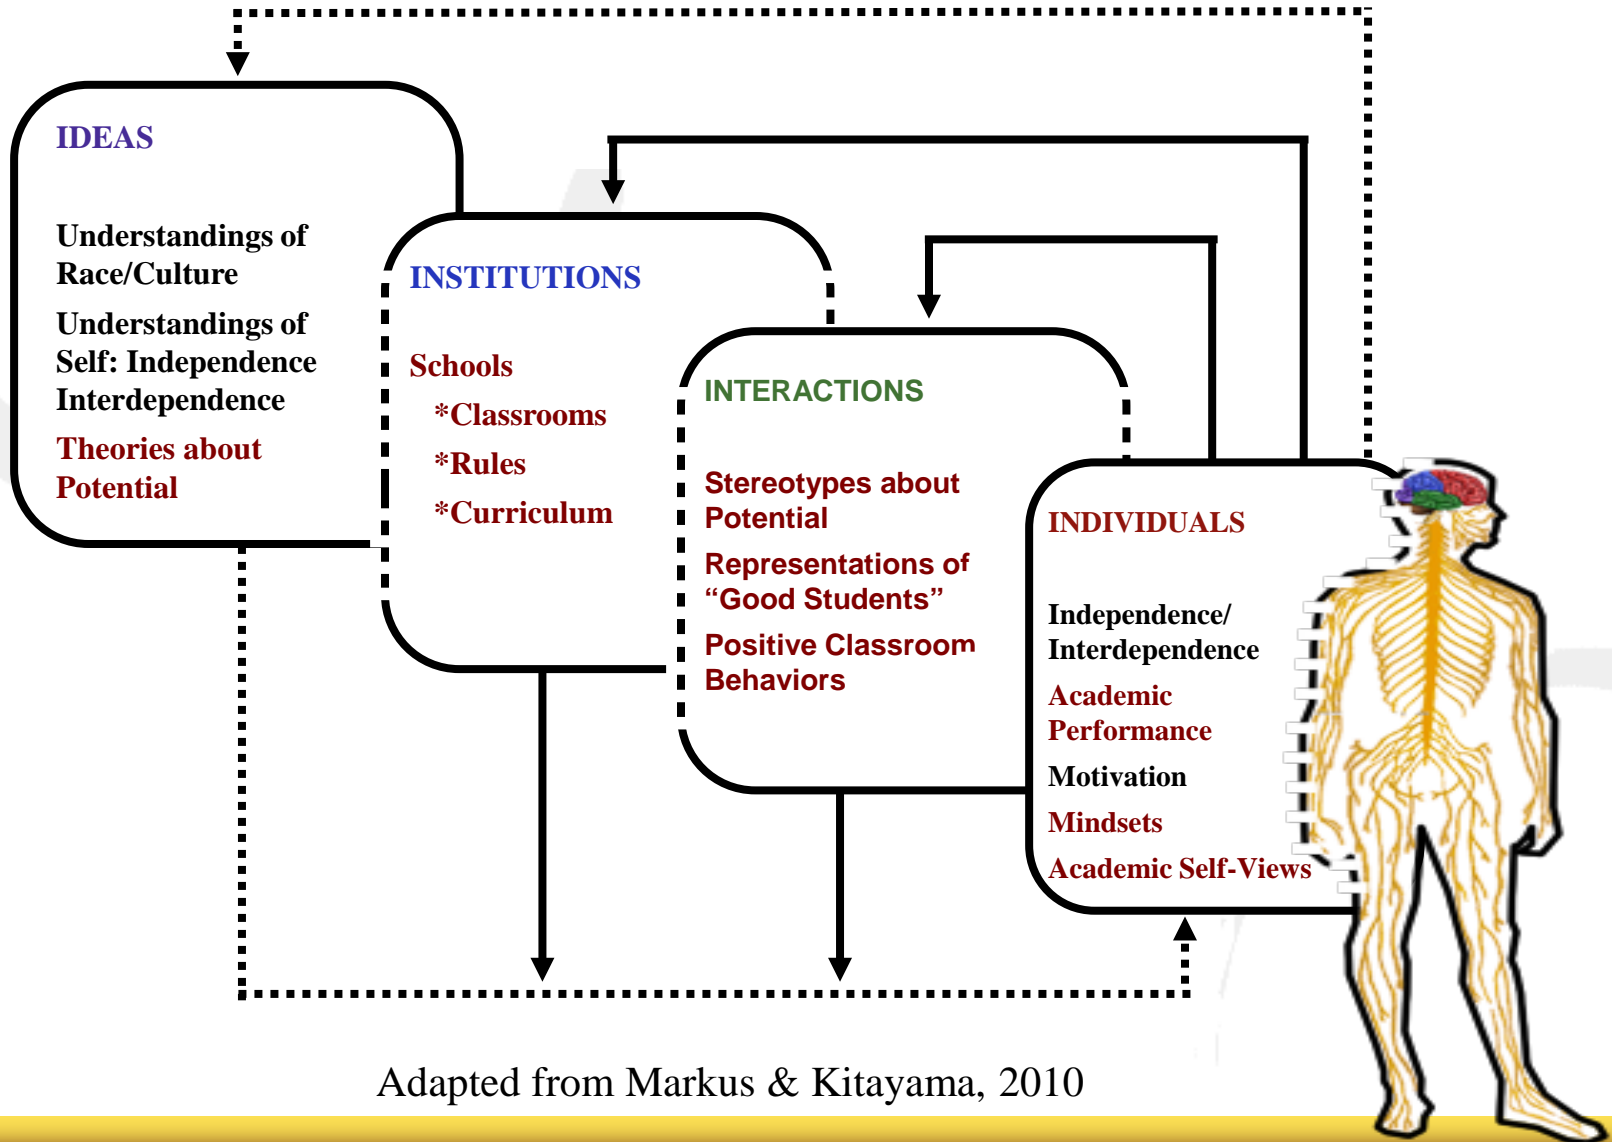 IDEAS
Understandings of
Race/Culture
Understandings of
Self: Independence
Interdependence
Theories about
Potential
INSTITUTIONS
Schools
*Classrooms
*Rules
*Curriculum
INTERACTIONS
Stereotypes about
Potential
Representations of
“Good Students”
Positive Classroom
Behaviors
INDIVIDUALS
Independence/
Interdependence
Academic
Performance
Motivation
Mindsets
Academic Self-Views
Adapted from Markus & Kitayama, 2010